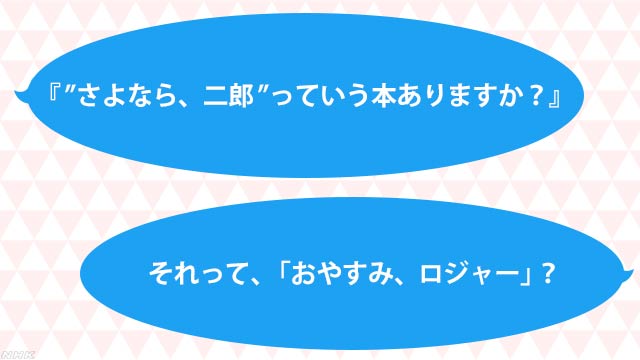 『”さよなら、二郎”っていう本ありますか？』
それって、「おやすみ、ロジャー」？
NHK